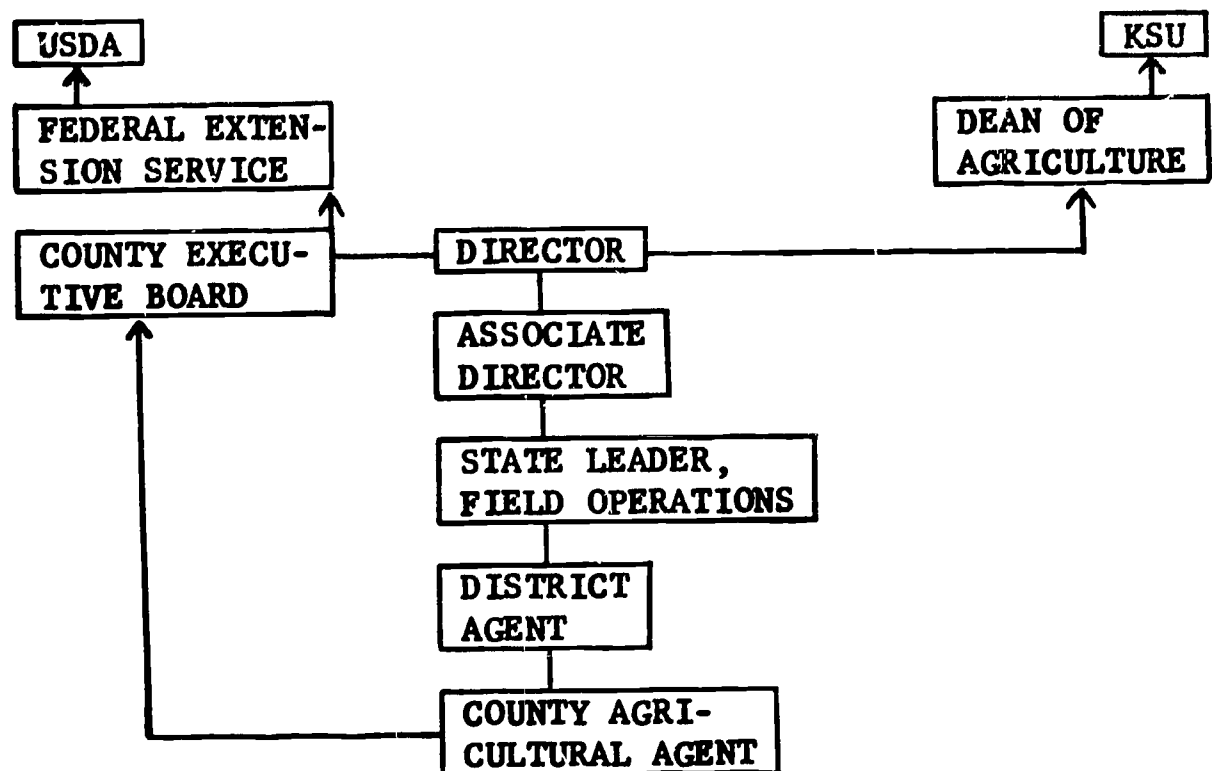 USDA
KSU
FEDERAL EXTEN-
SION SERVICE
DEAN OF
AGRICULTURE
COUNTY EXECU-
TIVE BOARD
DIRECTOR
ASSOCIATE
DIRECTOR
STATE LEADER,
FIELD OPERATIONS
DISTRICT
AGENT
COUNTY AGRI-
CULTURAL AGENT